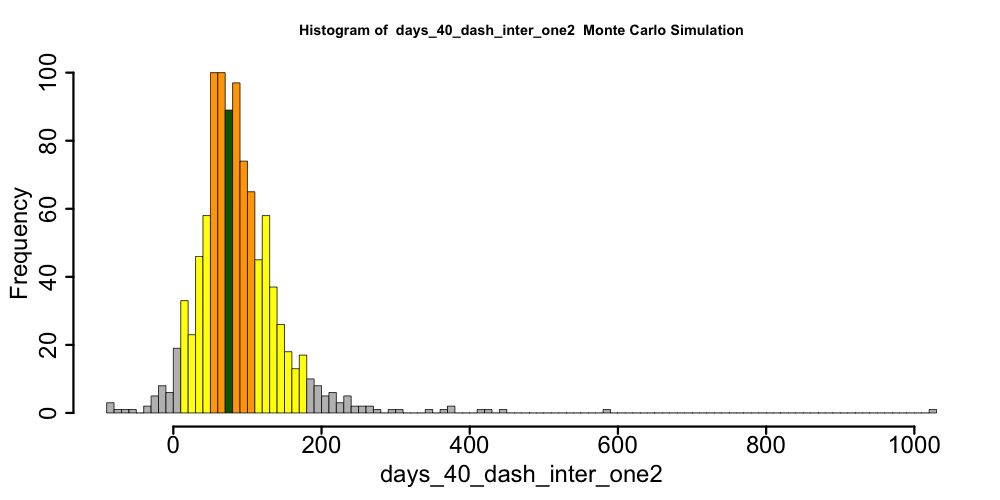 Histogram of  days_40_dash_inter_one2  Monte Carlo Simulation
Frequency
100
80
60
40
20
0
0 200 400 600 800 1000
days_40_dash_inter_one2